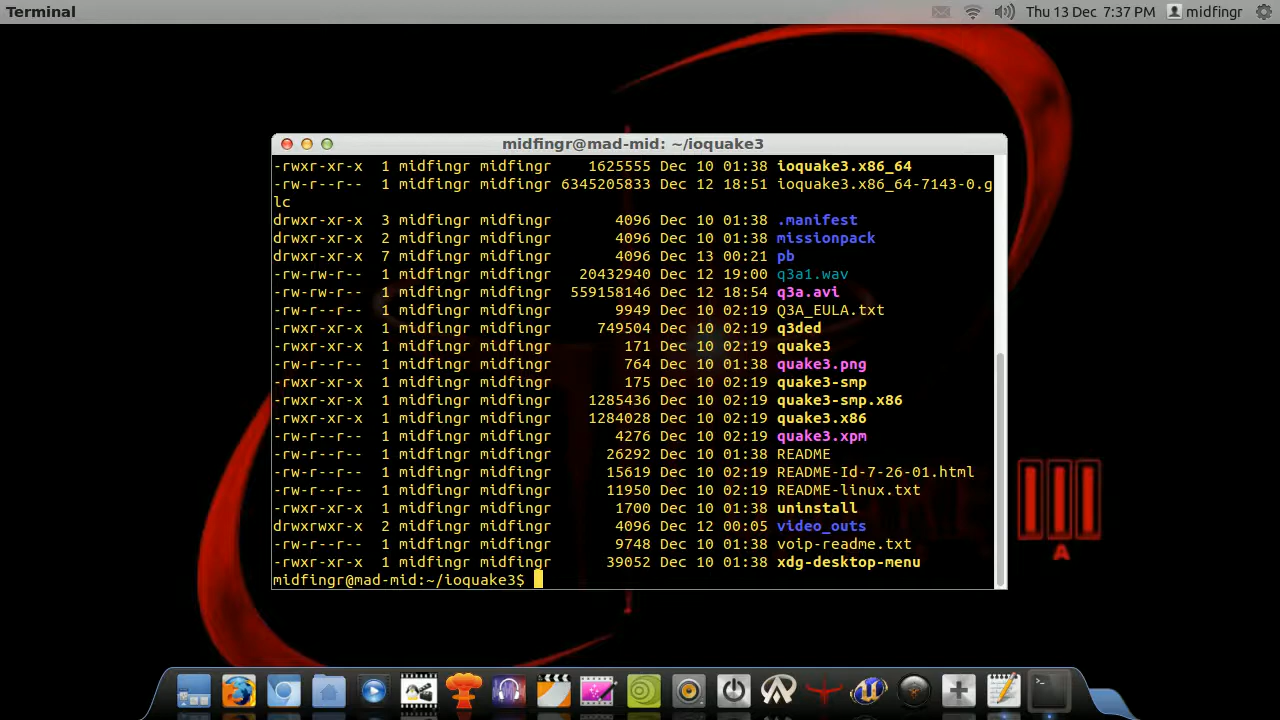 Terminal
Thu 13 Dec 7:37 PM midfingr
midfingr@mad-mid: ~/ioquake3
-rwxr-xr-x 1 midfingr midfingr 1625555 Dec 10 01:38 ioquake3.x86_64
-rw-r--r-- 1 midfingr midfingr 6345205833 Dec 12 18:51 ioquake3.x86_64-7143-0.g
lc
drwxr-xr-x 3 midfingr midfingr 4096 Dec 10 01:38 .manifest
drwxr-xr-x 2 midfingr midfingr 4096 Dec 10 01:38 missionpack
drwxr-xr-x 7 midfingr midfingr 4096 Dec 13 00:21 pb
-rw-rw-r-- 1 midfingr midfingr 20432940 Dec 12 19:00 q3a1.wav
-rw-rw-r-- 1 midfingr midfingr 559158146 Dec 12 18:54 q3a.avi
-rw-r--r-- 1 midfingr midfingr 9949 Dec 10 02:19 Q3A_EULA.txt
-rwxr-xr-x 1 midfingr midfingr 749504 Dec 10 02:19 q3ded
-rwxr-xr-x 1 midfingr midfingr 171 Dec 10 02:19 quake3
-rw-r--r-- 1 midfingr midfingr 764 Dec 10 01:38 quake3.png
-rwxr-xr-x 1 midfingr midfingr 175 Dec 10 02:19 quake3-smp
-rwxr-xr-x 1 midfingr midfingr 1285436 Dec 10 02:19 quake3-smp.x86
-rwxr-xr-x 1 midfingr midfingr 1284028 Dec 10 02:19 quake3.x86
-rw-r--r-- 1 midfingr midfingr 4276 Dec 10 02:19 quake3.xpm
-rw-r--r-- 1 midfingr midfingr 26292 Dec 10 01:38 README
-rwxr--r-- 1 midfingr midfingr 15619 Dec 10 02:19 README-Id-7-26-01.html
-rw-r--r-- 1 midfingr midfingr 11950 Dec 10 02:19 README-linux.txt
-rwxr-xr-x 1 midfingr midfingr 1700 Dec 10 01:38 uninstall
drwxrwxr-x 2 midfingr midfingr 4096 Dec 12 00:05 video_outs
-rw-r--r-- 1 midfingr midfingr 9748 Dec 10 01:38 voip-readme.txt
-rwxr-xr-x 1 midfingr midfingr 39052 Dec 10 01:38 xdg-desktop-menu
midfingr@mad-mid:~/ioquake3$
III
A